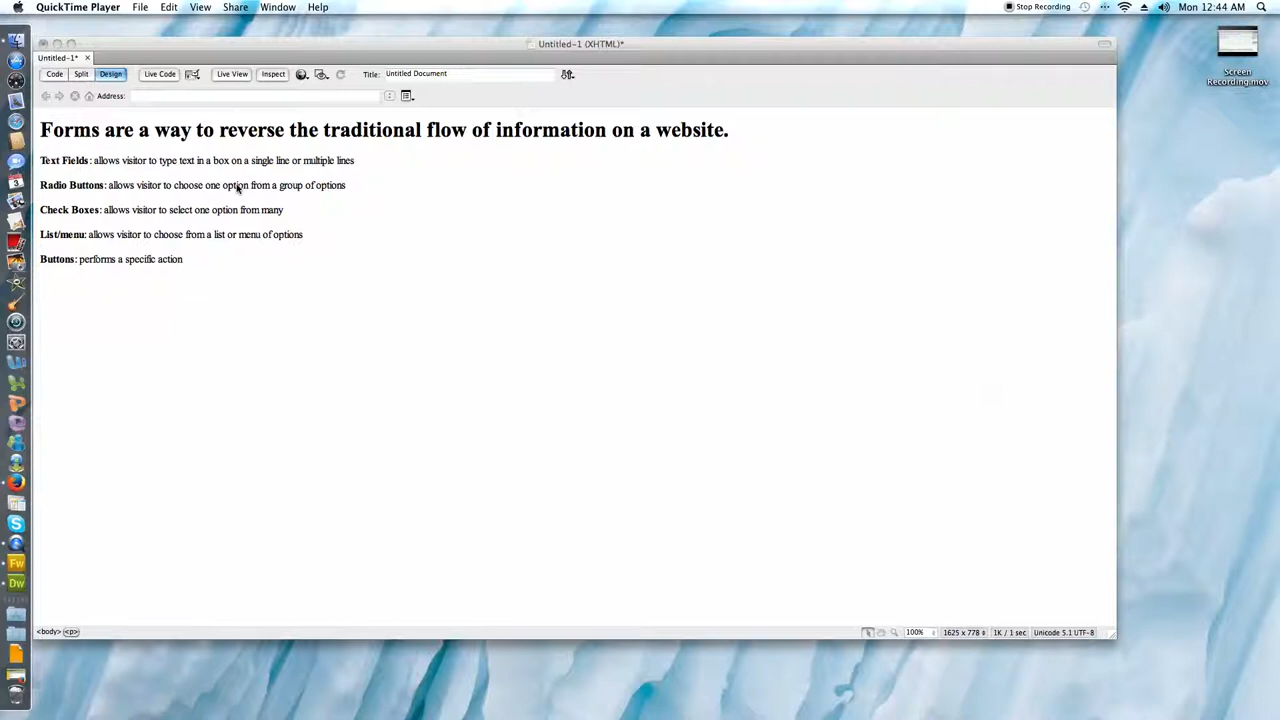 QuickTime Player File Edit View Share Window Help Stop Recording Mon 12:44 AM
Untitled-1 (XHTML)*
Untitled-1*
Code Split Design Live Code Live View Inspect Title: Untitled Document
Address:
Forms are a way to reverse the traditional flow of information on a website.
Text Fields: allows visitor to type text in a box on a single line or multiple lines
Radio Buttons: allows visitor to choose one option from a group of options
Check Boxes: allows visitor to select one option from many
List/menu: allows visitor to choose from a list or menu of options
Buttons: performs a specific action
<body> <p> 100% 1625 x 778 1K / 1 sec Unicode 5.1 UTF-8
Screen
Recording.mov
Fw
Dw